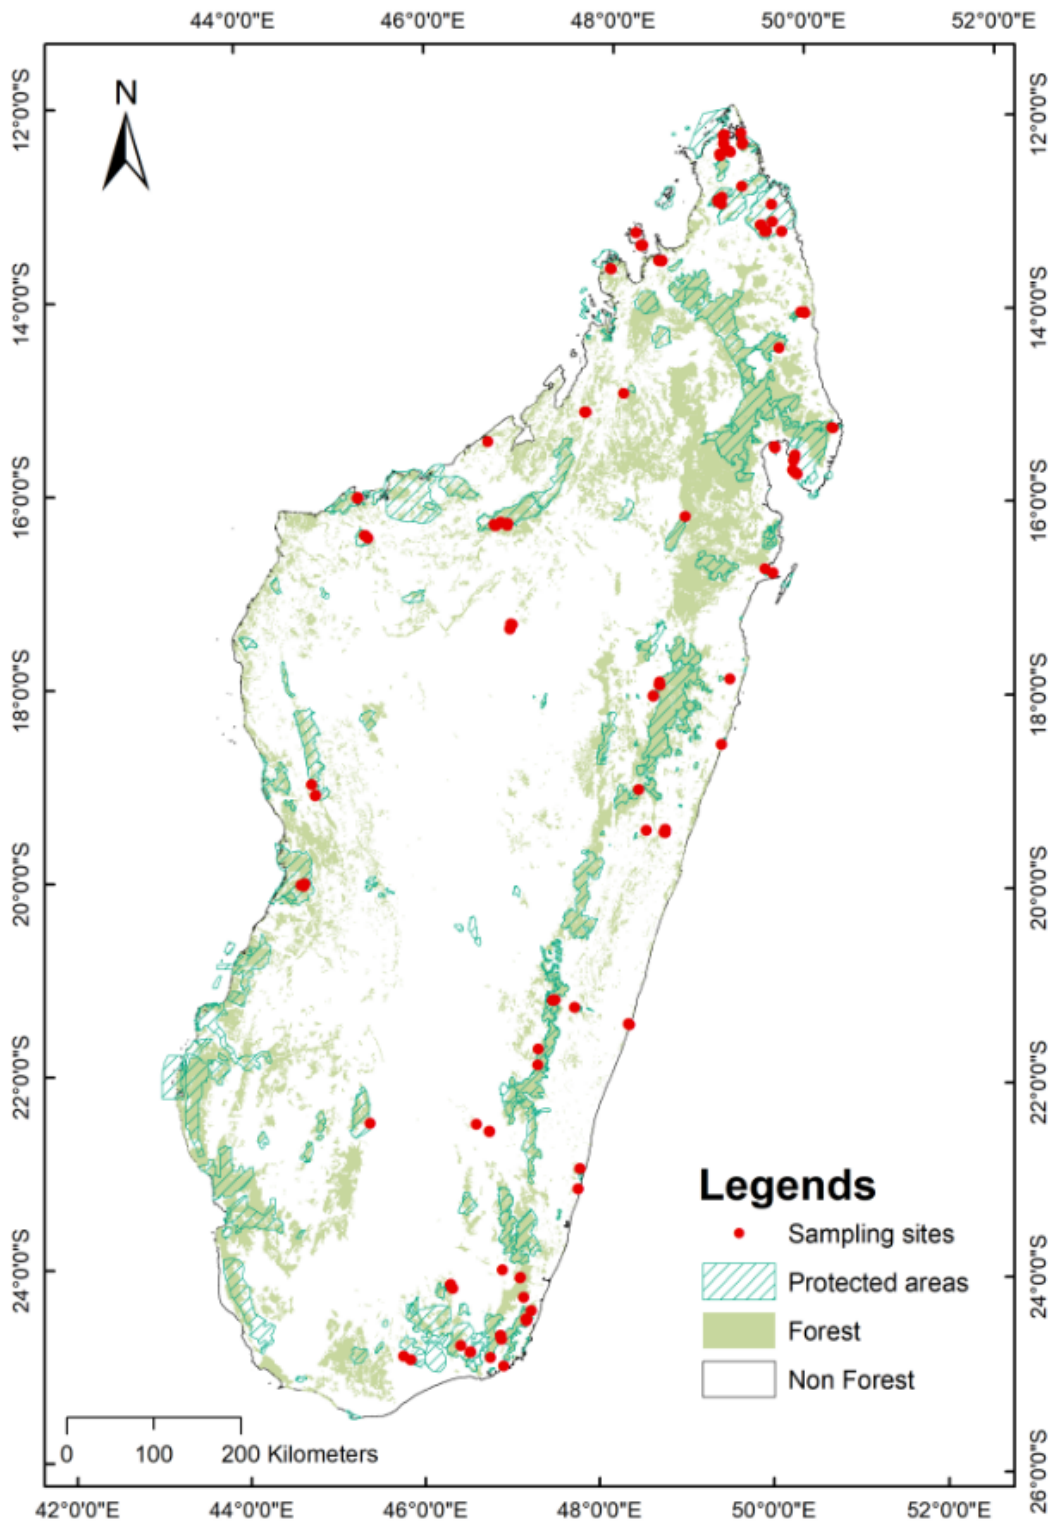 44°0'0"E 46°0'0"E 48°0'0"E 50°0'0"E 52°0'0"E
N
12°0'0"S
14°0'0"S
16°0'0"S
18°0'0"S
20°0'0"S
22°0'0"S
24°0'0"S
12°0'0"S
14°0'0"S
16°0'0"S
18°0'0"S
20°0'0"S
22°0'0"S
24°0'0"S
26°0'0"S
Legends
Sampling sites
Protected areas
Forest
Non Forest
0 100 200 Kilometers
42°0'0"E 44°0'0"E 46°0'0"E 48°0'0"E 50°0'0"E 52°0'0"E